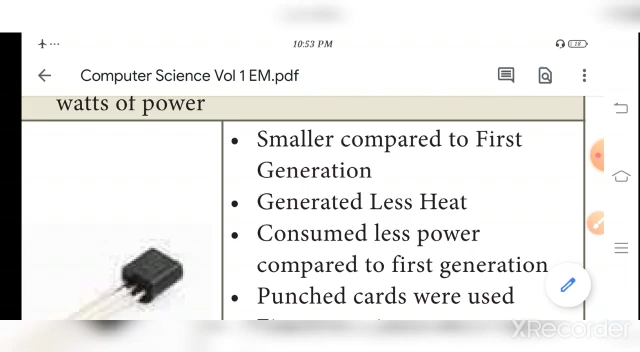 10:53 PM
18
Computer Science Vol 1 EM.pdf
watts of power
• Smaller compared to First
Generation
• Generated Less Heat
• Consumed less power
compared to first generation
• Punched cards were used
XRecorder